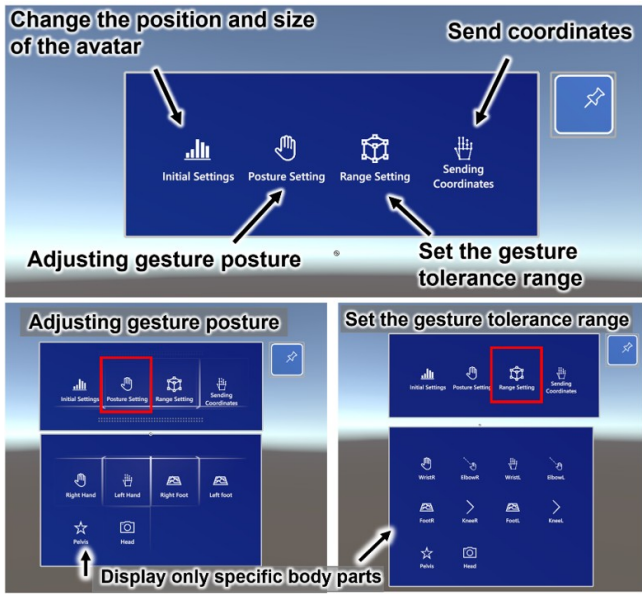 Change the position and size
of the avatar
Send coordinates
Initial Settings
Posture Setting
Range Setting
Sending
Coordinates
Adjusting gesture posture
Set the gesture
tolerance range
Adjusting gesture posture
Initial Settings
Posture Setting
Range Setting
Sending
Coordinates
Right Hand
Left Hand
Right Foot
Left foot
Pelvis
Head
Set the gesture tolerance range
Initial Settings
Posture Setting
Range Setting
Sending
Coordinates
WristR
ElbowR
WristL
ElbowL
FootR
KneeR
FootL
KneeL
Pelvis
Head
Display only specific body parts